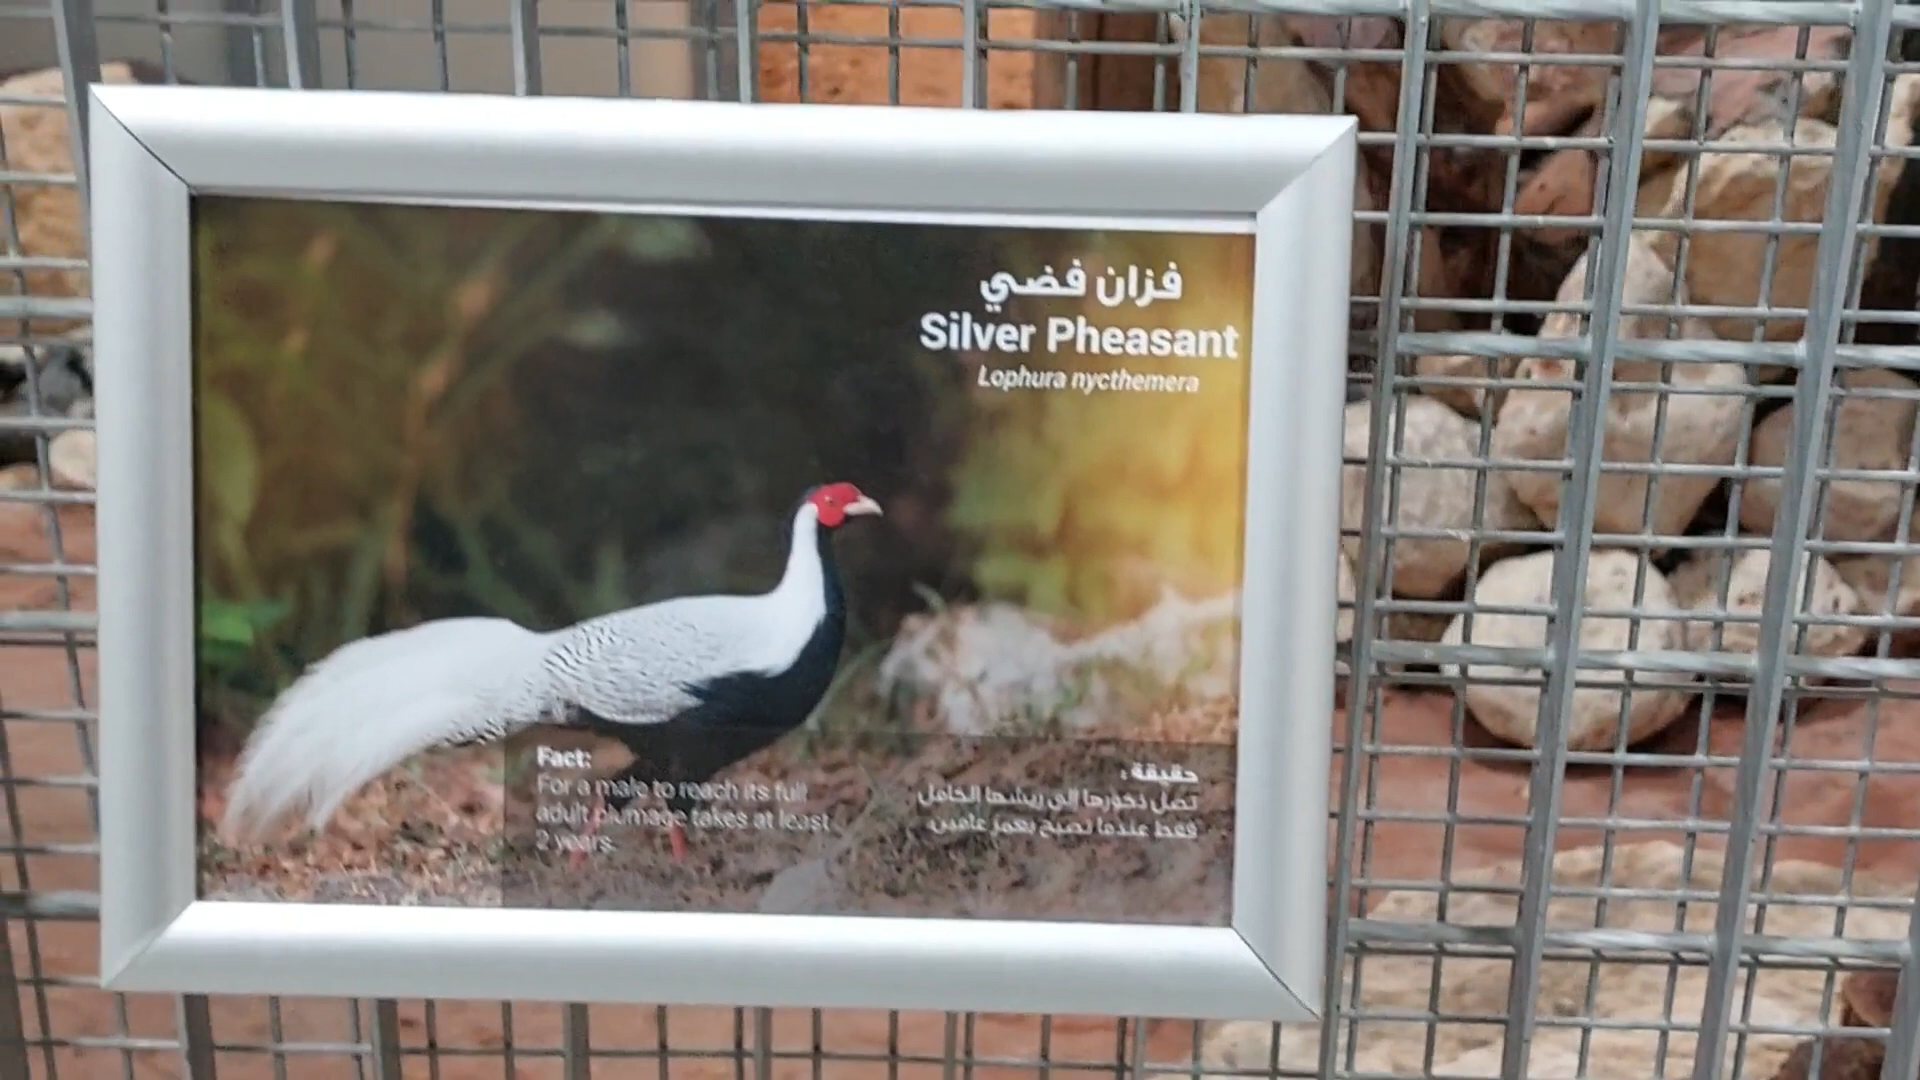 فزان فضي
Silver Pheasant
Lophura nycthemera
Fact:
For a male to reach its full
adult plumage takes at least
2 years.
حقيقة :
تصل ذكورها إلى ريشها الكامل
فقط عندما تصبح بعمر عامين.